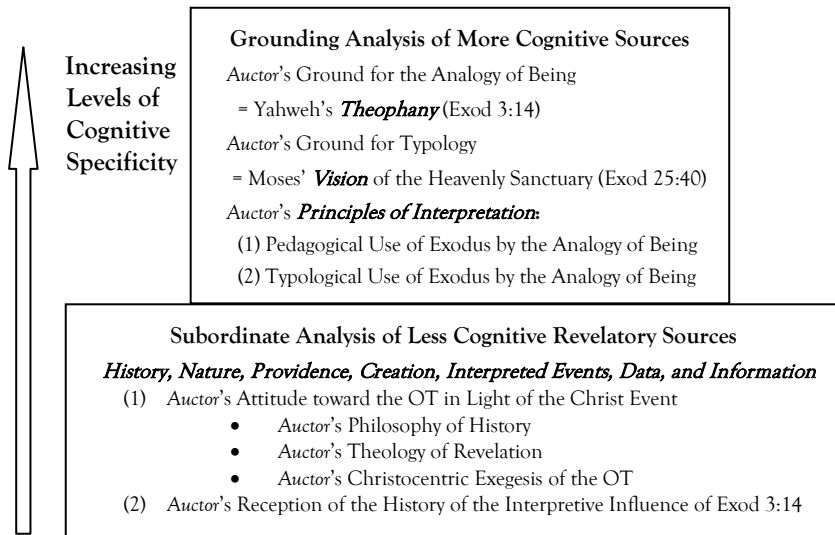 Increasing
Levels of
Cognitive
Specificity
Grounding Analysis of More Cognitive Sources
Auctor's Ground for the Analogy of Being
= Yahweh's Theophany (Exod 3:14)
Auctor's Ground for Typology
= Moses' Vision of the Heavenly Sanctuary (Exod 25:40)
Auctor's Principles of Interpretation:
(1) Pedagogical Use of Exodus by the Analogy of Being
(2) Typological Use of Exodus by the Analogy of Being
Subordinate Analysis of Less Cognitive Revelatory Sources
History, Nature, Providence, Creation, Interpreted Events, Data, and Information
(1) Auctor's Attitude toward the OT in Light of the Christ Event
• Auctor's Philosophy of History
• Auctor's Theology of Revelation
• Auctor's Christocentric Exegesis of the OT
(2) Auctor's Reception of the History of the Interpretive Influence of Exod 3:14